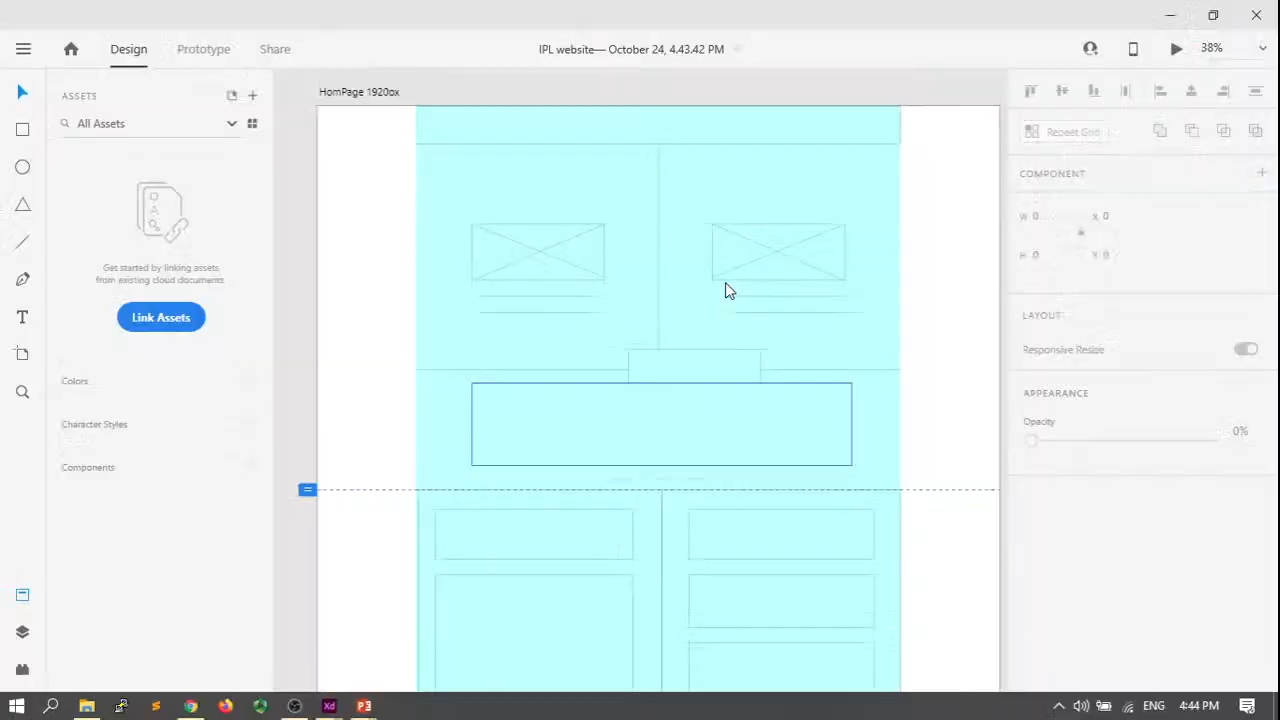 Design
Prototype
Share
IPL website— October 24, 4.43.42 PM
38%
ASSETS
All Assets
Get started by linking assets
from existing cloud documents
Link Assets
Colors
Character Styles
Components
HomPage 1920px
Repeat Grid
COMPONENT
W 0
X 0
H 0
Y 0
LAYOUT
Responsive Resize
APPEARANCE
Opacity
0%
Xd
ENG
4:44 PM